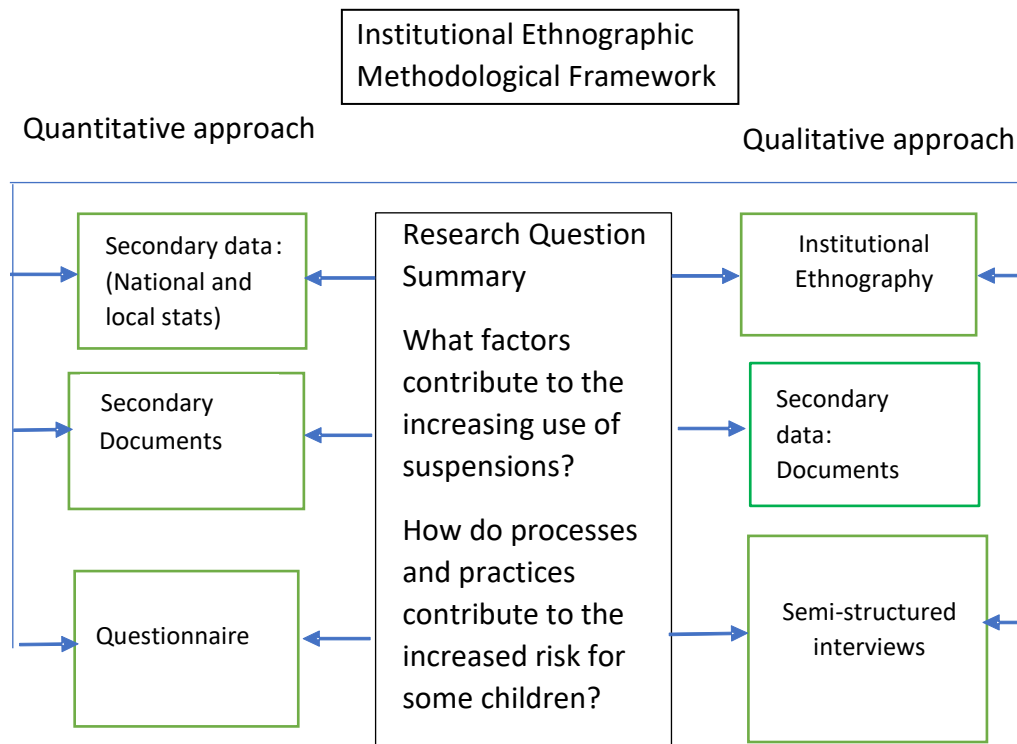 Institutional Ethnographic
Methodological Framework
Quantitative approach
Qualitative approach
Secondary data:
(National and
local stats)
Secondary
Documents
Questionnaire
Research Question
Summary
What factors
contribute to the
increasing use of
suspensions?
How do processes
and practices
contribute to the
increased risk for
some children?
Institutional
Ethnography
Secondary
data:
Documents
Semi-structured
interviews